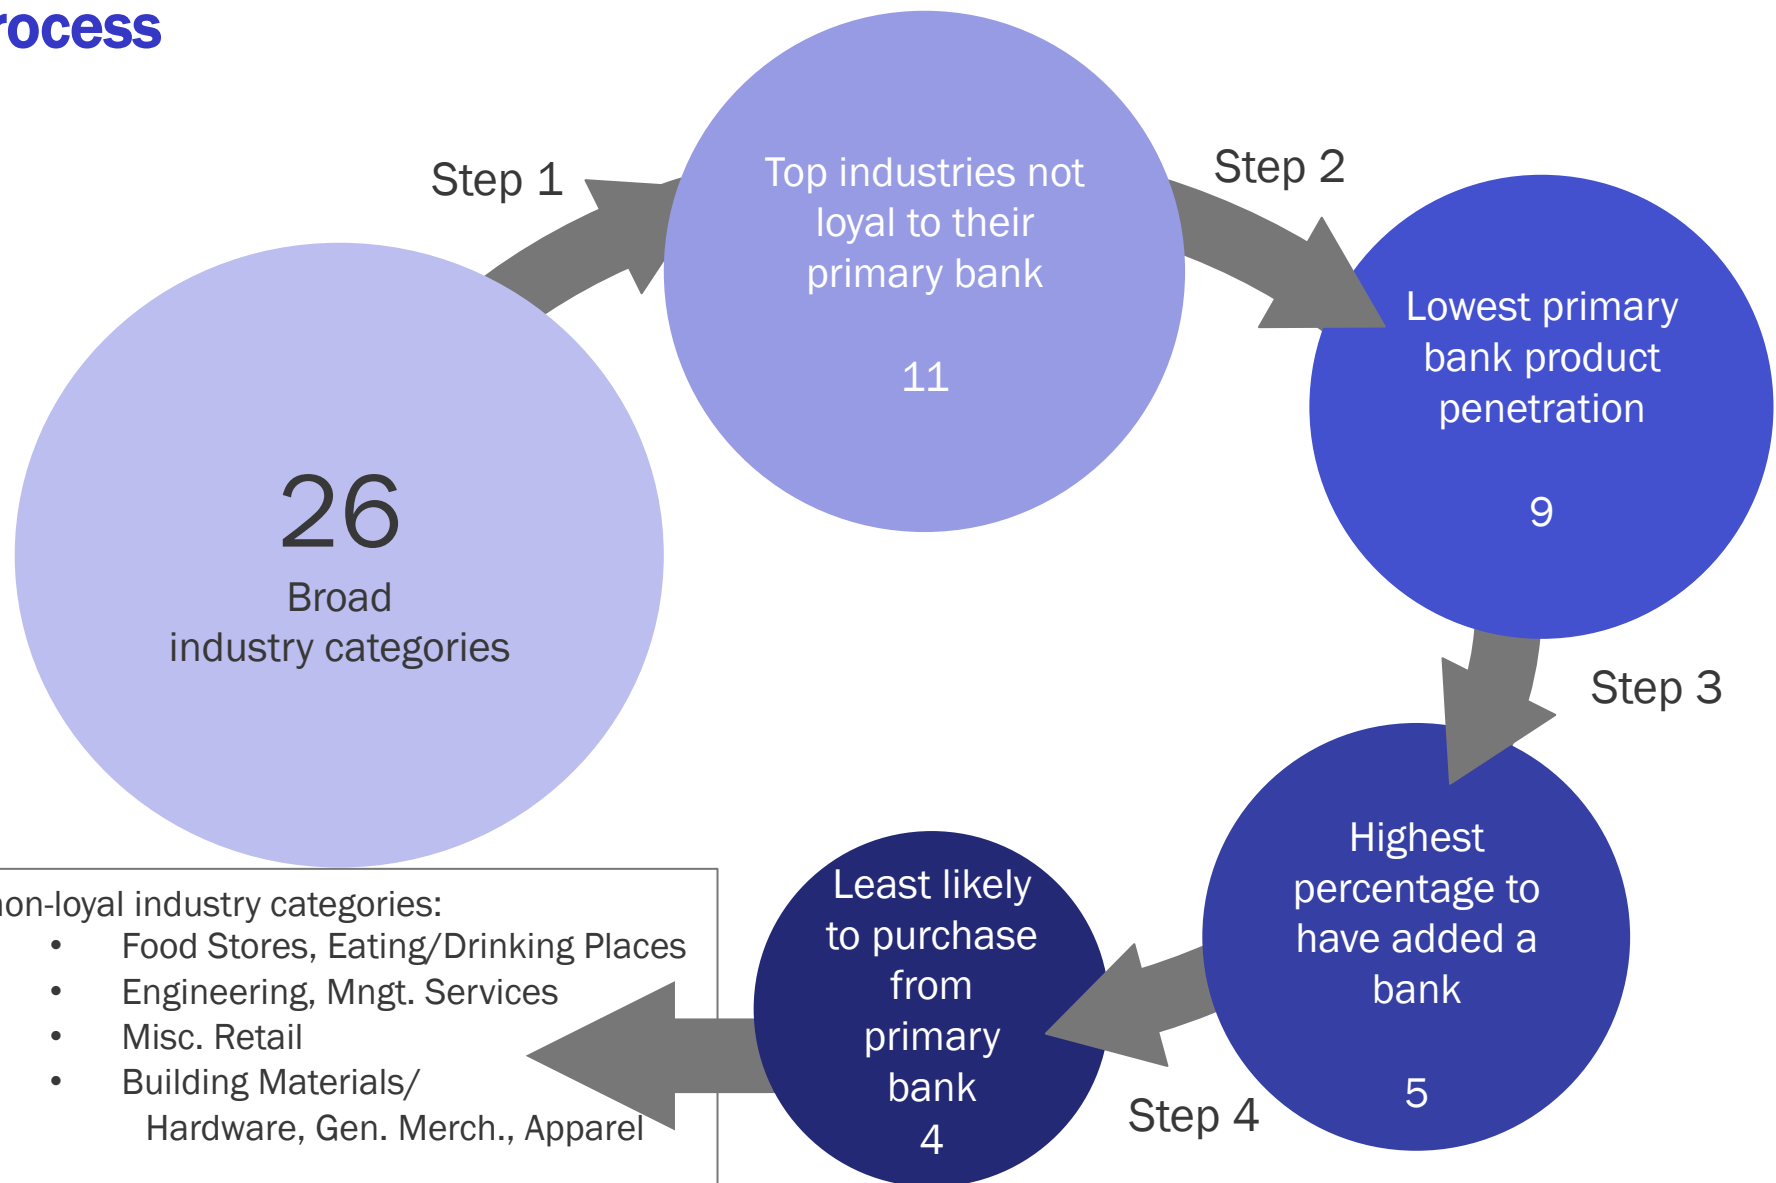 rocess
Step 1
Top industries not
loyal to their
primary bank
11
Step 2
Lowest primary
bank product
penetration
9
26
Broad
industry categories
Step 3
Highest
percentage to
have added a
bank
5
Step 4
Least likely
to purchase
from
primary
bank
4
non-loyal industry categories:
• Food Stores, Eating/Drinking Places
• Engineering, Mngt. Services
• Misc. Retail
• Building Materials/
Hardware, Gen. Merch., Apparel